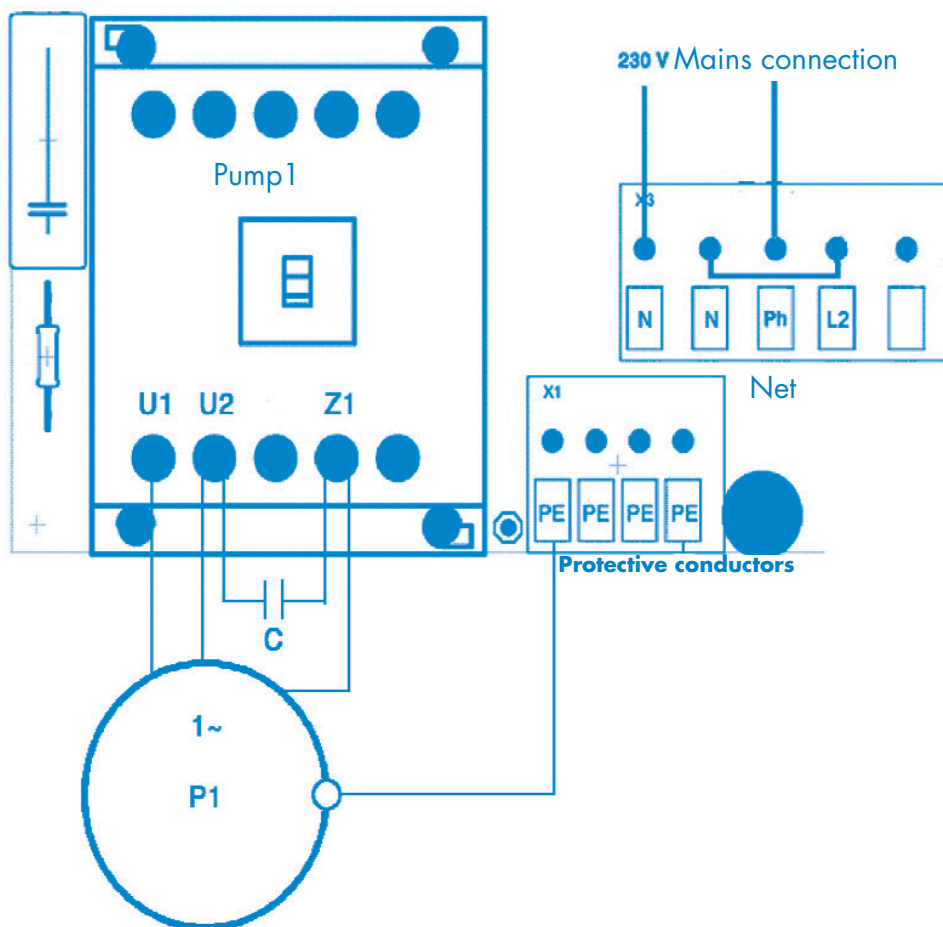 230 V Mains connection
Pump1
X3
N N Ph L2
Net
U1 U2 Z1
X1
PE PE PE PE
Protective conductors
C
1~
P1